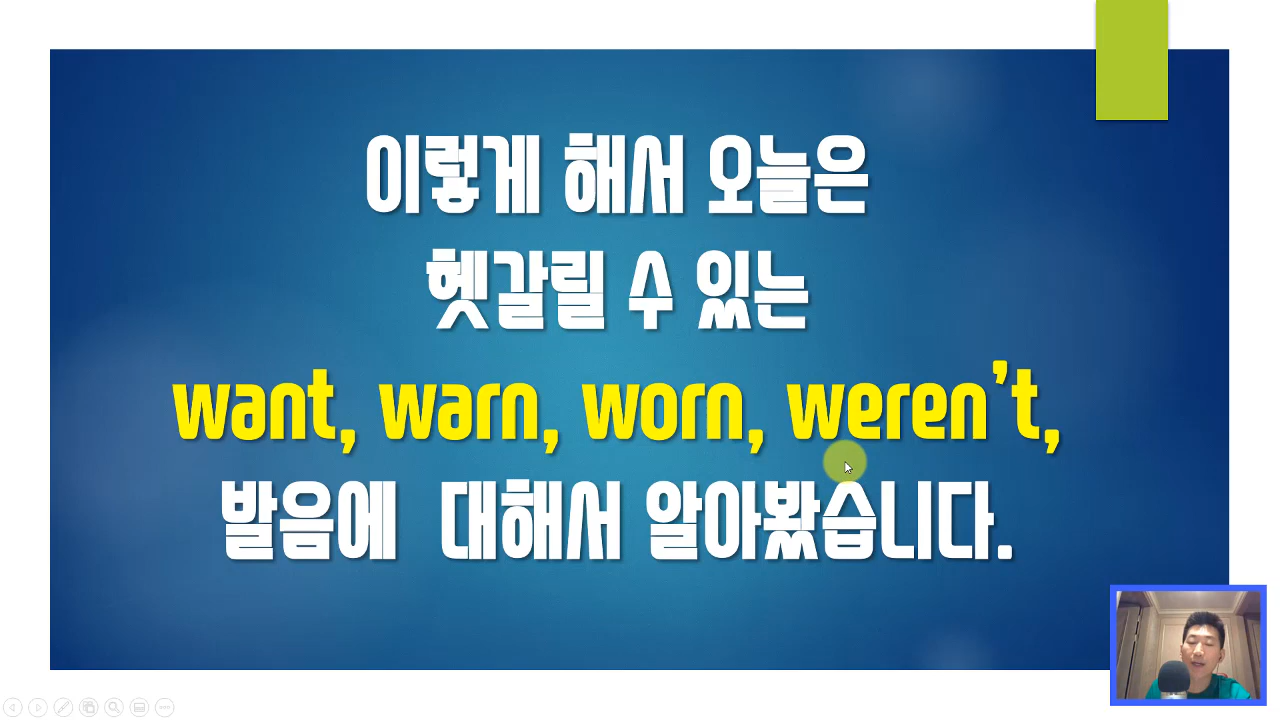 이렇게 해서 오늘은
헷갈릴 수 있는
want, warn, worn, weren't,
발음에 대해서 알아봤습니다.